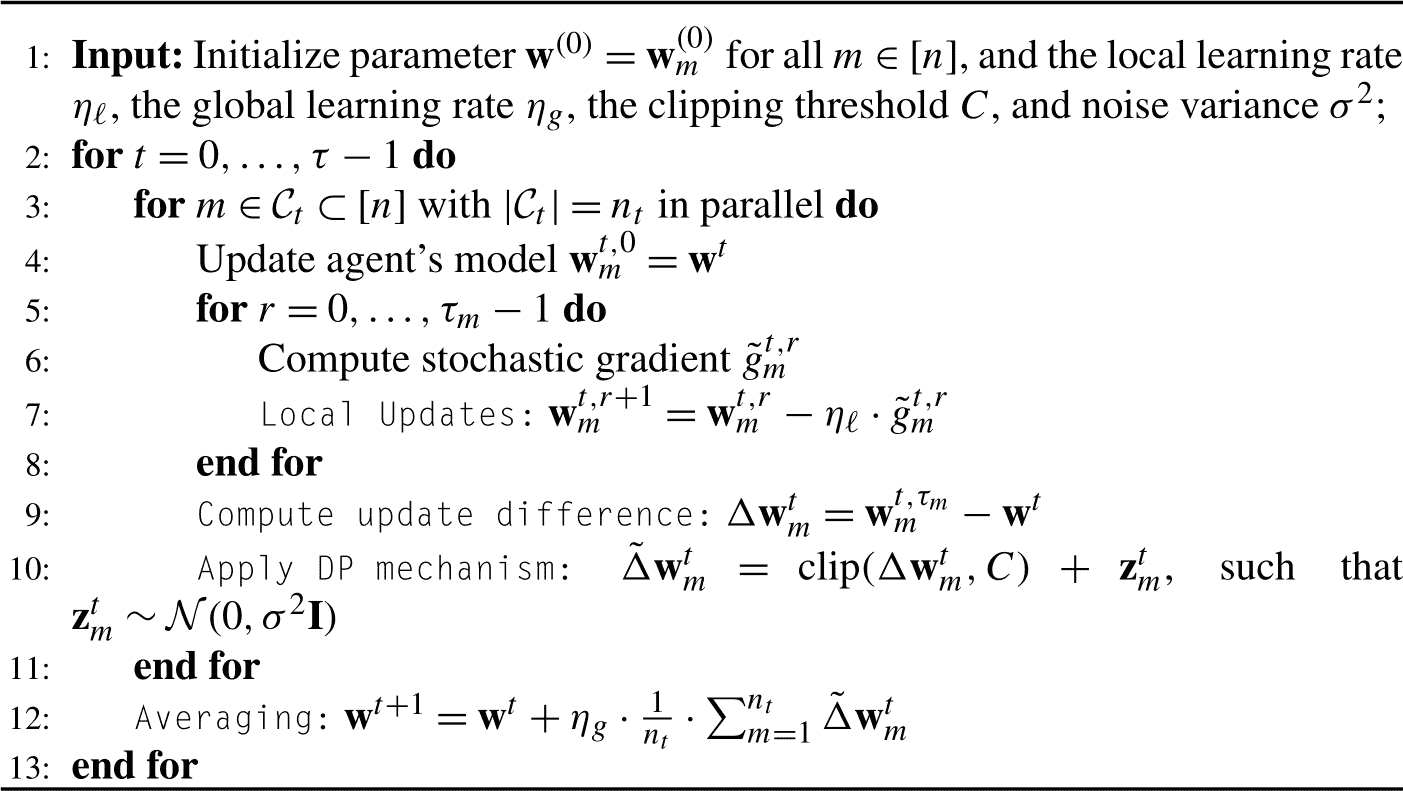 1: Input: Initialize parameter w^{(0)} = w_m^{(0)} for all m ∈ [n], and the local learning rate
η_ℓ, the global learning rate η_g, the clipping threshold C, and noise variance σ^2;
2: for t = 0, . . . , τ − 1 do
3: for m ∈ 𝒞_t ⊂ [n] with |𝒞_t| = n_t in parallel do
4: Update agent's model w_m^{t,0} = w^t
5: for r = 0, . . . , τ_m − 1 do
6: Compute stochastic gradient g̃_m^{t,r}
7: Local Updates: w_m^{t,r+1} = w_m^{t,r} − η_ℓ · g̃_m^{t,r}
8: end for
9: Compute update difference: Δw_m^t = w_m^{t,τ_m} − w^t
10: Apply DP mechanism: Δ̃w_m^t = clip(Δw_m^t, C) + z_m^t, such that
z_m^t ∼ 𝒩(0, σ^2 I)
11: end for
12: Averaging: w^{t+1} = w^t + η_g · \frac{1}{n_t} · ∑_{m=1}^{n_t} Δ̃w_m^t
13: end for